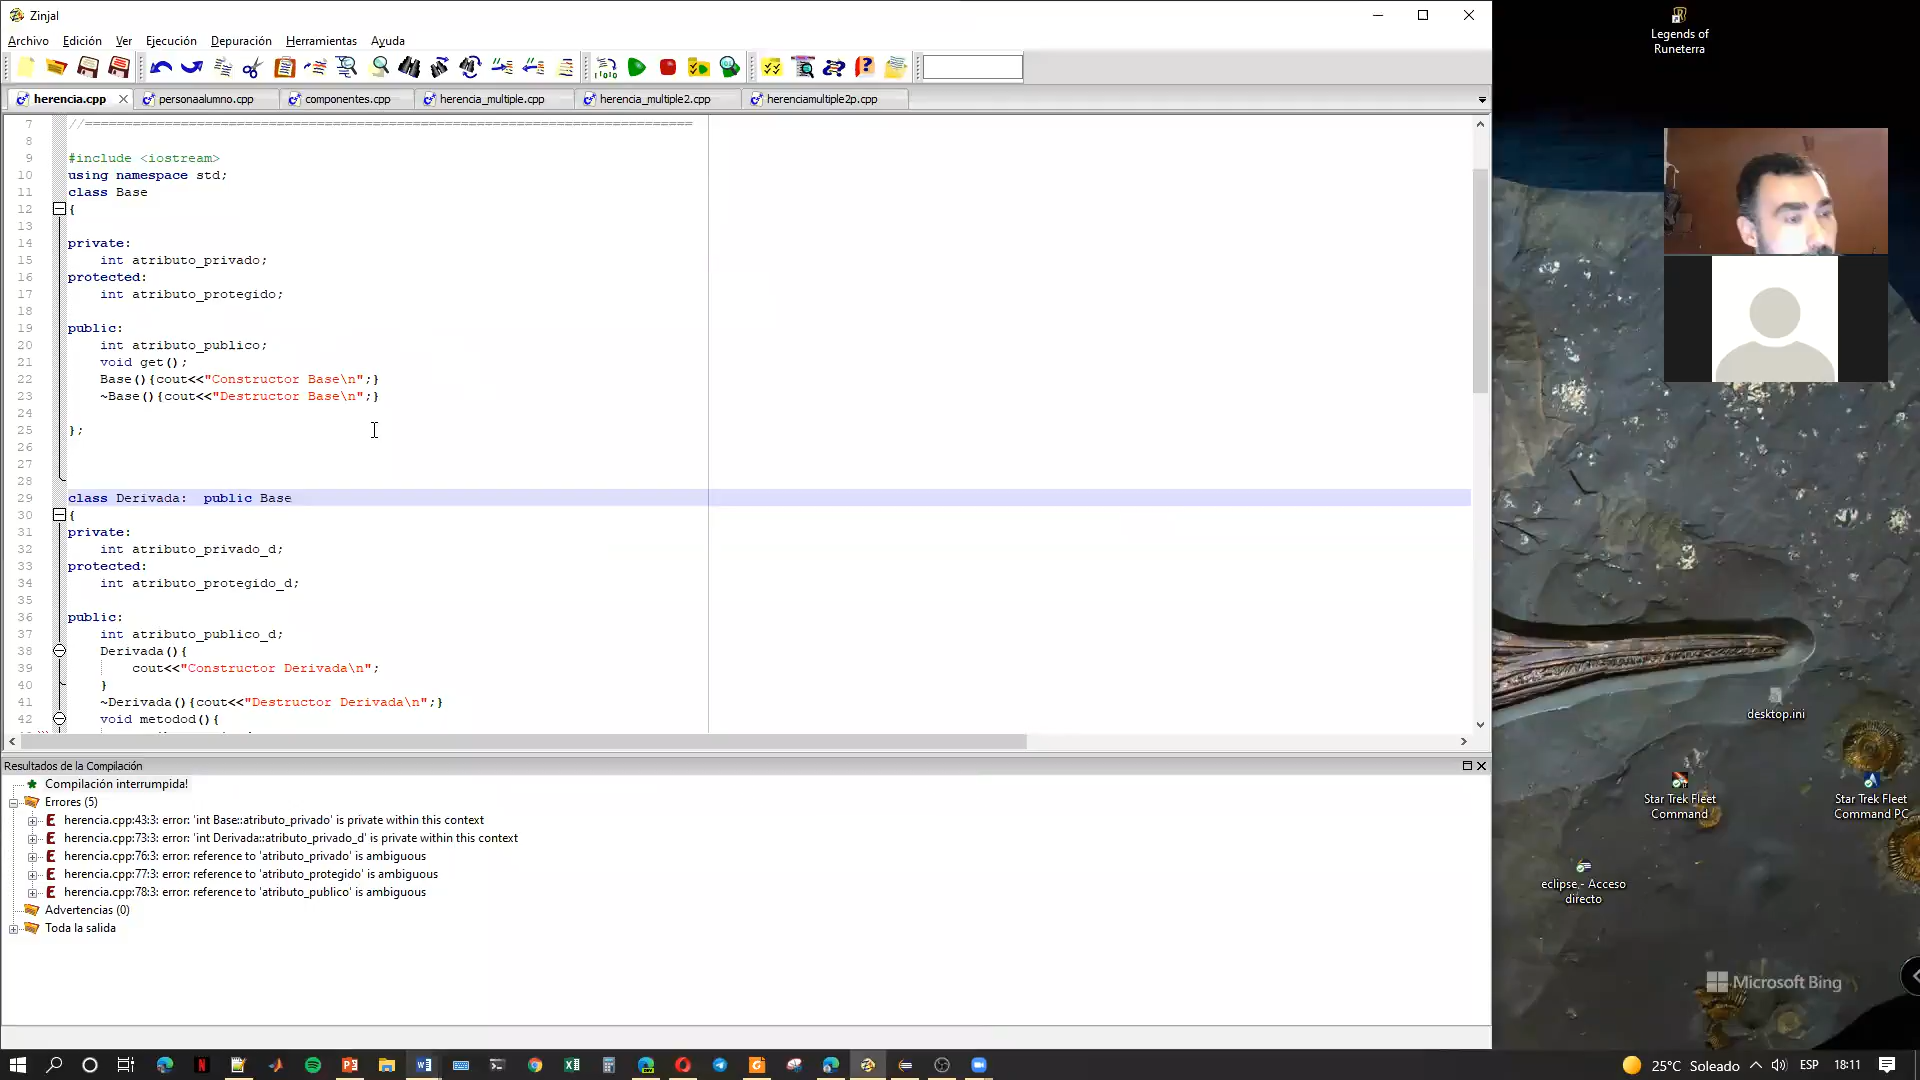 Zinjal
Archivo Edición Ver Ejecución Depuración Herramientas Ayuda
herencia.cpp personaalumno.cpp componentes.cpp herencia_multiple.cpp herencia_multiple2.cpp herenciamultiple2p.cpp
7 //============================================================================
8
9 #include <iostream>
10 using namespace std;
11 class Base
12 {
13
14 private:
15 int atributo_privado;
16 protected:
17 int atributo_protegido;
18
19 public:
20 int atributo_publico;
21 void get();
22 Base(){cout<<"Constructor Base\n";}
23 ~Base(){cout<<"Destructor Base\n";}
24
25 };
26
27
28
29 class Derivada:  public Base
30 {
31 private:
32 int atributo_privado_d;
33 protected:
34 int atributo_protegido_d;
35
36 public:
37 int atributo_publico_d;
38 Derivada(){
39 cout<<"Constructor Derivada\n";
40 }
41 ~Derivada(){cout<<"Destructor Derivada\n";}
42 void metodod(){
Resultados de la Compilación
Compilación interrumpida!
Errores (5)
herencia.cpp:43:3: error: 'int Base::atributo_privado' is private within this context
herencia.cpp:73:3: error: 'int Derivada::atributo_privado_d' is private within this context
herencia.cpp:76:3: error: reference to 'atributo_privado' is ambiguous
herencia.cpp:77:3: error: reference to 'atributo_protegido' is ambiguous
herencia.cpp:78:3: error: reference to 'atributo_publico' is ambiguous
Advertencias (0)
Toda la salida
Legends of
Runeterra
desktop.ini
Star Trek Fleet
Command
Star Trek Fleet
Command PC
eclipse - Acceso
directo
Microsoft Bing
25°C Soleado ESP 18:11